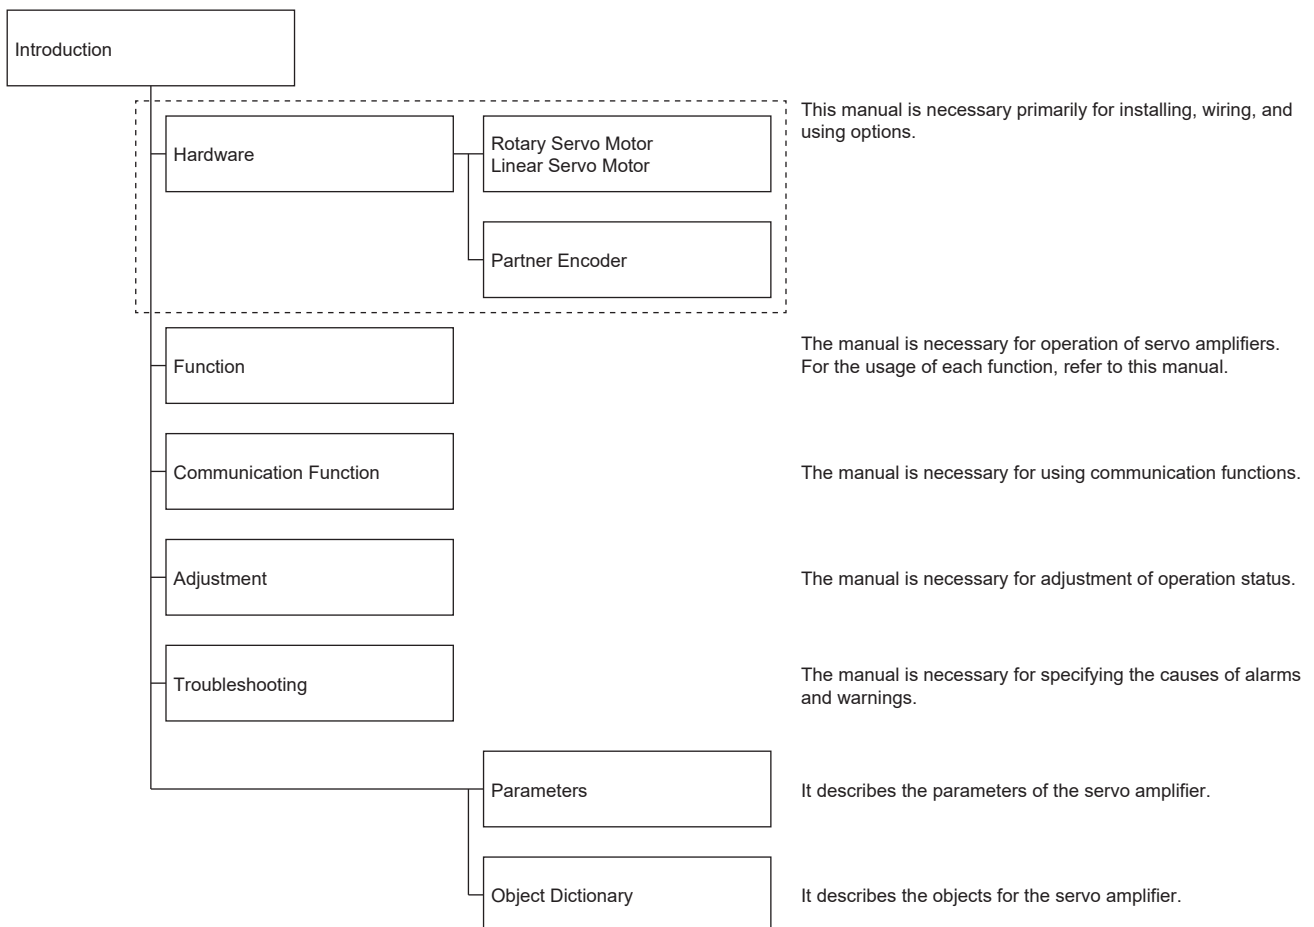 Introduction
This manual is necessary primarily for installing, wiring, and
using options.
Hardware
Rotary Servo Motor
Linear Servo Motor
Partner Encoder
Function
The manual is necessary for operation of servo amplifiers.
For the usage of each function, refer to this manual.
Communication Function
The manual is necessary for using communication functions.
Adjustment
The manual is necessary for adjustment of operation status.
Troubleshooting
The manual is necessary for specifying the causes of alarms
and warnings.
Parameters
It describes the parameters of the servo amplifier.
Object Dictionary
It describes the objects for the servo amplifier.